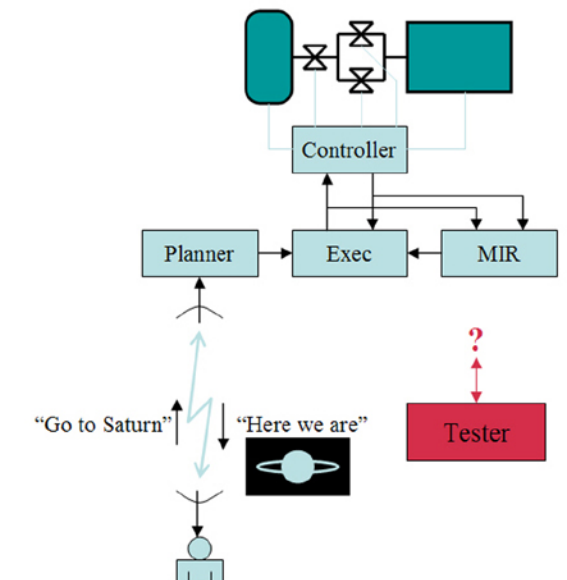 Controller
Planner
Exec
MIR
?
“Go to Saturn”
“Here we are”
Tester